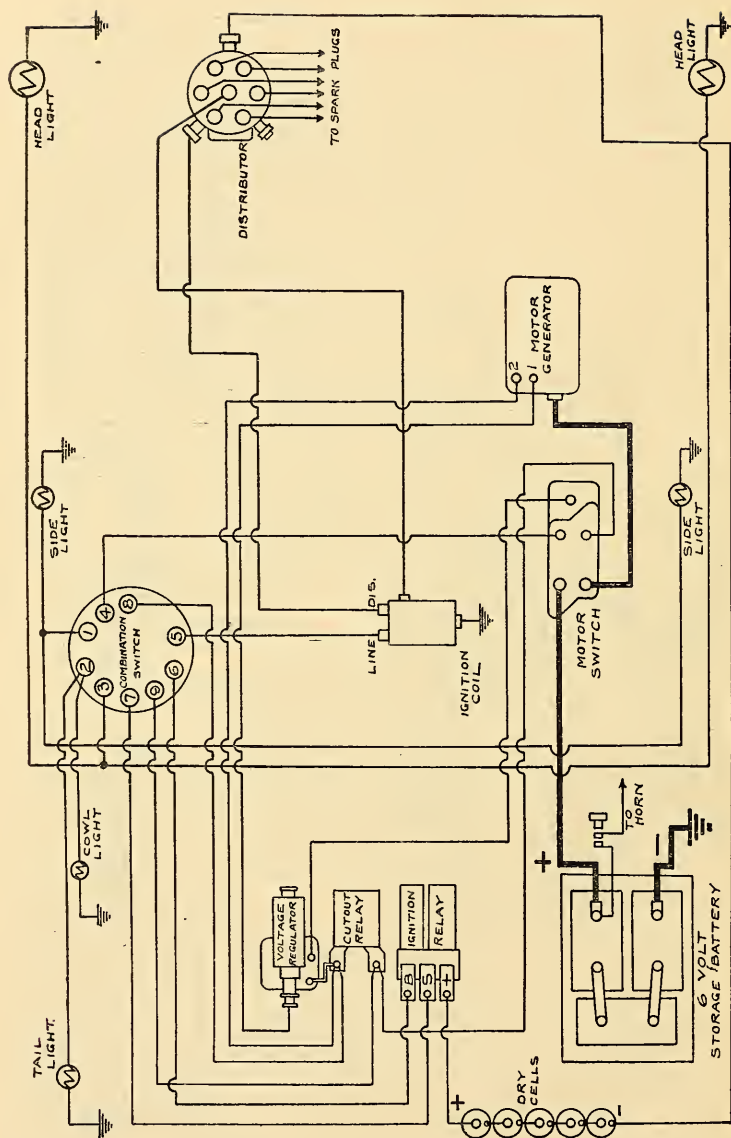 HEAD
LIGHT
TO SPARK PLUGS
DISTRIBUTOR
HEAD
LIGHT
SIDE
LIGHT
1
4
8
2
COMBINATION
SWITCH
5
3
7
8
6
2
1
MOTOR
GENERATOR
DIS.
LINE
IGNITION
COIL
MOTOR
SWITCH
SIDE
LIGHT
COWL
LIGHT
TAIL
LIGHT.
VOLTAGE
REGULATOR
CUTOUT
RELAY
IGNITION
RELAY
B
S
+
+
DRY
CELLS
-
+
-
TO
HORN
6 VOLT
STORAGE BATTERY